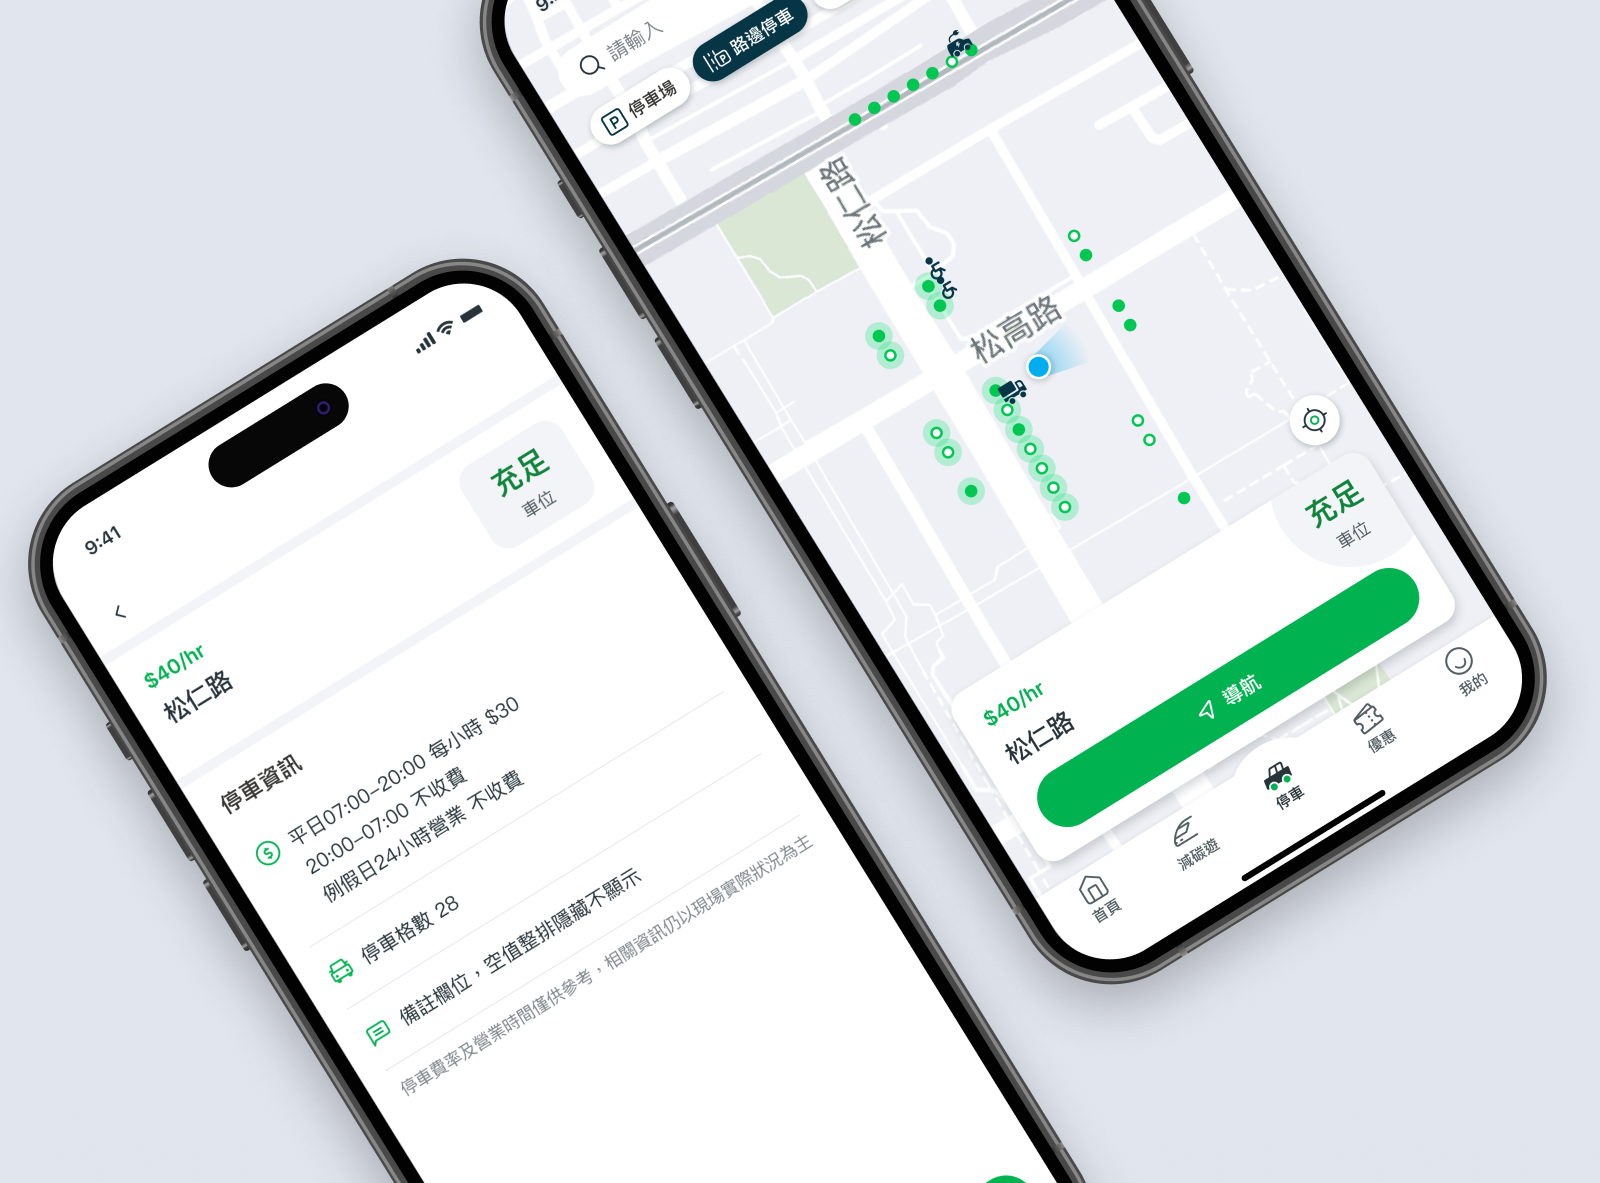 9:41
$40/hr
松仁路
充足
車位
停車資訊
平日07:00–20:00 每小時 $30
20:00–07:00 不收費
例假日24小時營業 不收費
停車格數 28
備註欄位，空值整排隱藏不顯示
停車費率及營業時間僅供參考，相關資訊仍以現場實際狀況為主
請輸入
停車場
路邊停車
松仁路
松高路
$40/hr
松仁路
充足
車位
導航
首頁
減碳遊
停車
優惠
我的